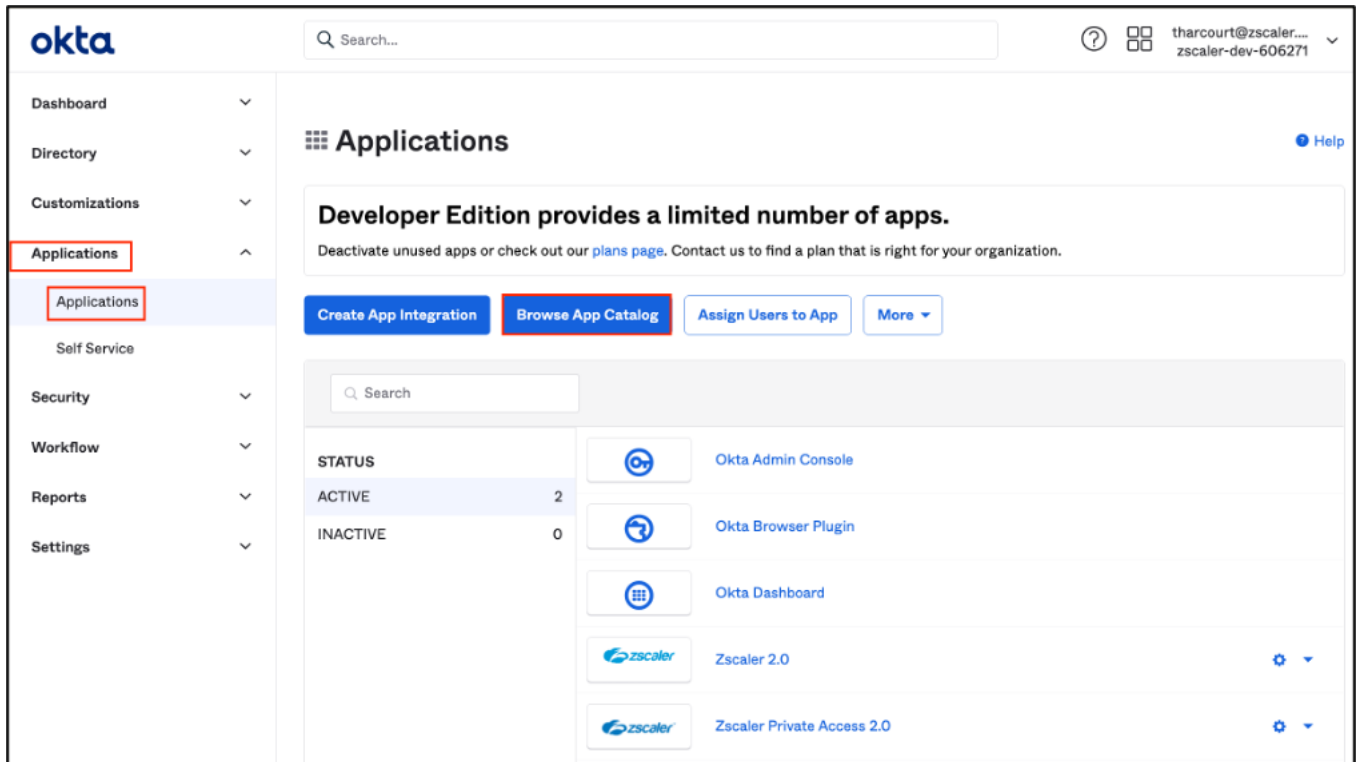 okta
Search...
tharcourt@zscaler....
zscaler-dev-606271
Dashboard
Directory
Customizations
Applications
Applications
Self Service
Security
Workflow
Reports
Settings
Applications
Help
Developer Edition provides a limited number of apps.
Deactivate unused apps or check out our plans page. Contact us to find a plan that is right for your organization.
Create App Integration
Browse App Catalog
Assign Users to App
More
Search
STATUS
ACTIVE 2
INACTIVE 0
Okta Admin Console
Okta Browser Plugin
Okta Dashboard
zscaler
Zscaler 2.0
zscaler
Zscaler Private Access 2.0